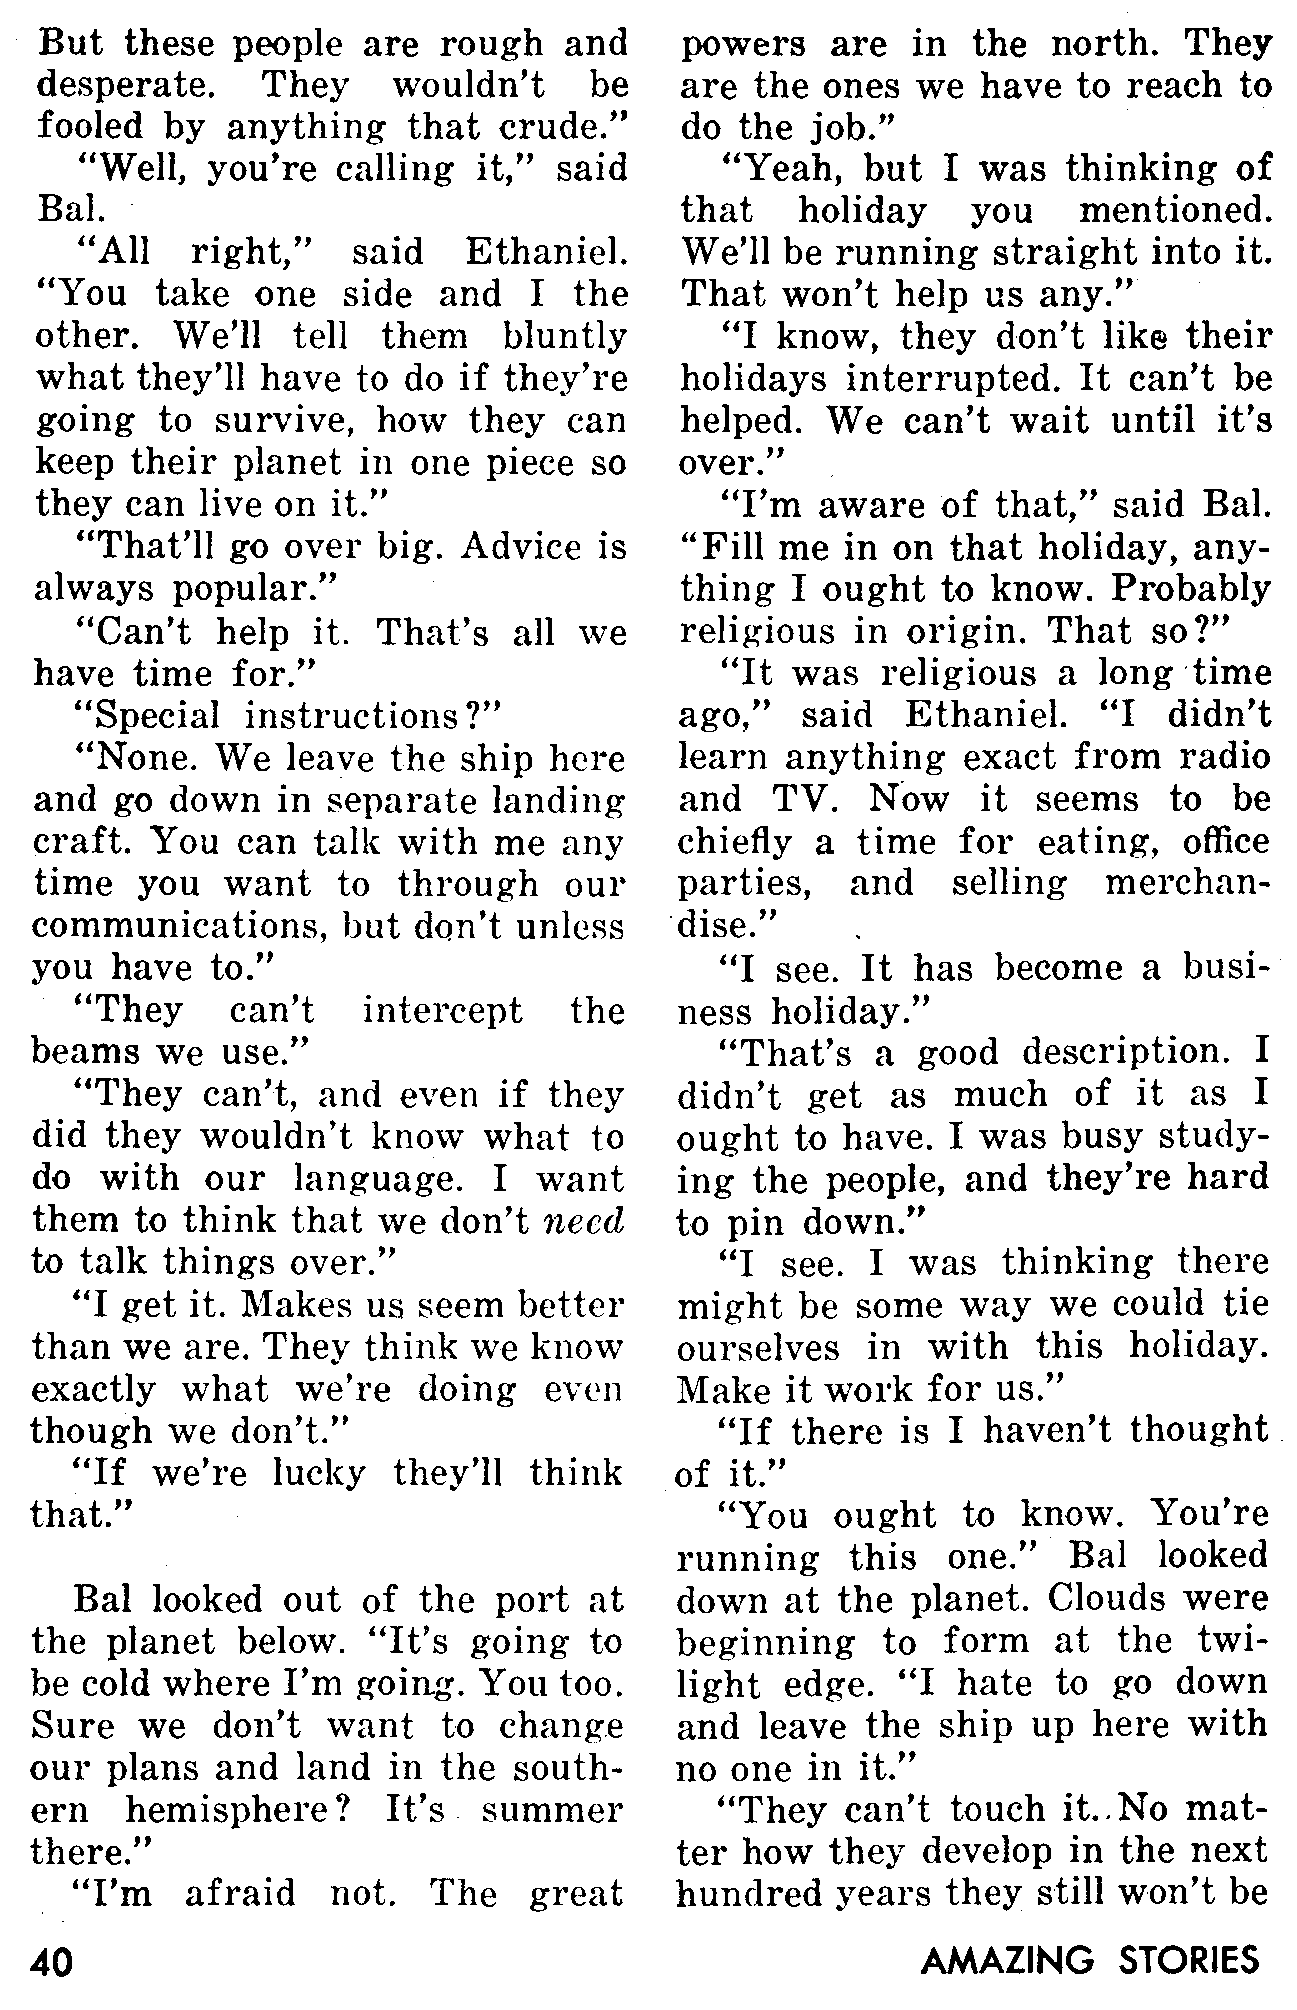 But these people are rough and
desperate. They wouldn't be
fooled by anything that crude."
"Well, you're calling it," said
Bal.
"All right," said Ethaniel.
"You take one side and I the
other. We'll tell them bluntly
what they'll have to do if they're
going to survive, how they can
keep their planet in one piece so
they can live on it."
"That'll go over big. Advice is
always popular."
"Can't help it. That's all we
have time for."
"Special instructions?"
"None. We leave the ship here
and go down in separate landing
craft. You can talk with me any
time you want to through our
communications, but don't unless
you have to."
"They can't intercept the
beams we use."
"They can't, and even if they
did they wouldn't know what to
do with our language. I want
them to think that we don't need
to talk things over."
"I get it. Makes us seem better
than we are. They think we know
exactly what we're doing even
though we don't."
"If we're lucky they'll think
that."
Bal looked out of the port at
the planet below. "It's going to
be cold where I'm going. You too.
Sure we don't want to change
our plans and land in the south-
ern hemisphere? It's summer
there."
"I'm afraid not. The great
powers are in the north. They
are the ones we have to reach to
do the job."
"Yeah, but I was thinking of
that holiday you mentioned.
We'll be running straight into it.
That won't help us any."
"I know, they don't like their
holidays interrupted. It can't be
helped. We can't wait until it's
over."
"I'm aware of that," said Bal.
"Fill me in on that holiday, any-
thing I ought to know. Probably
religious in origin. That so?"
"It was religious a long time
ago," said Ethaniel. "I didn't
learn anything exact from radio
and TV. Now it seems to be
chiefly a time for eating, office
parties, and selling merchan-
dise."
"I see. It has become a busi-
ness holiday."
"That's a good description. I
didn't get as much of it as I
ought to have. I was busy study-
ing the people, and they're hard
to pin down."
"I see. I was thinking there
might be some way we could tie
ourselves in with this holiday.
Make it work for us."
"If there is I haven't thought
of it."
"You ought to know. You're
running this one." Bal looked
down at the planet. Clouds were
beginning to form at the twi-
light edge. "I hate to go down
and leave the ship up here with
no one in it."
"They can't touch it. No mat-
ter how they develop in the next
hundred years they still won't be
40
AMAZING STORIES